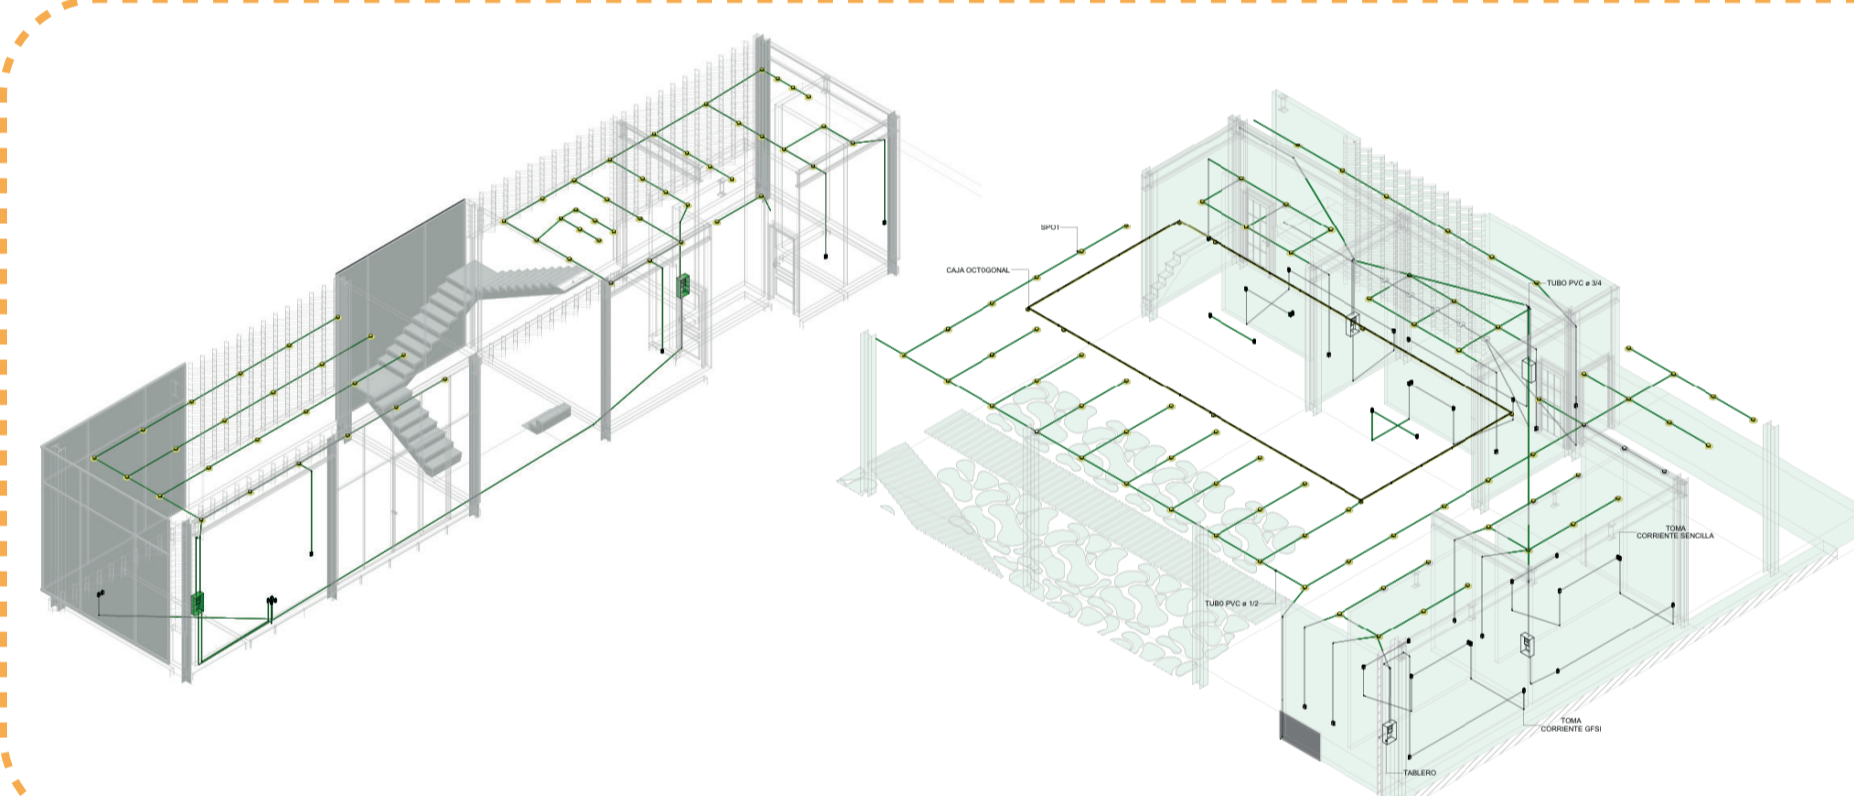 SPOT
CAJA OCTOGONAL
TUBO PVC ø 3/4
TOMA
CORRIENTE SENCILLA
TUBO PVC ø 1/2
TOMA
CORRIENTE GFSI
TABLERO